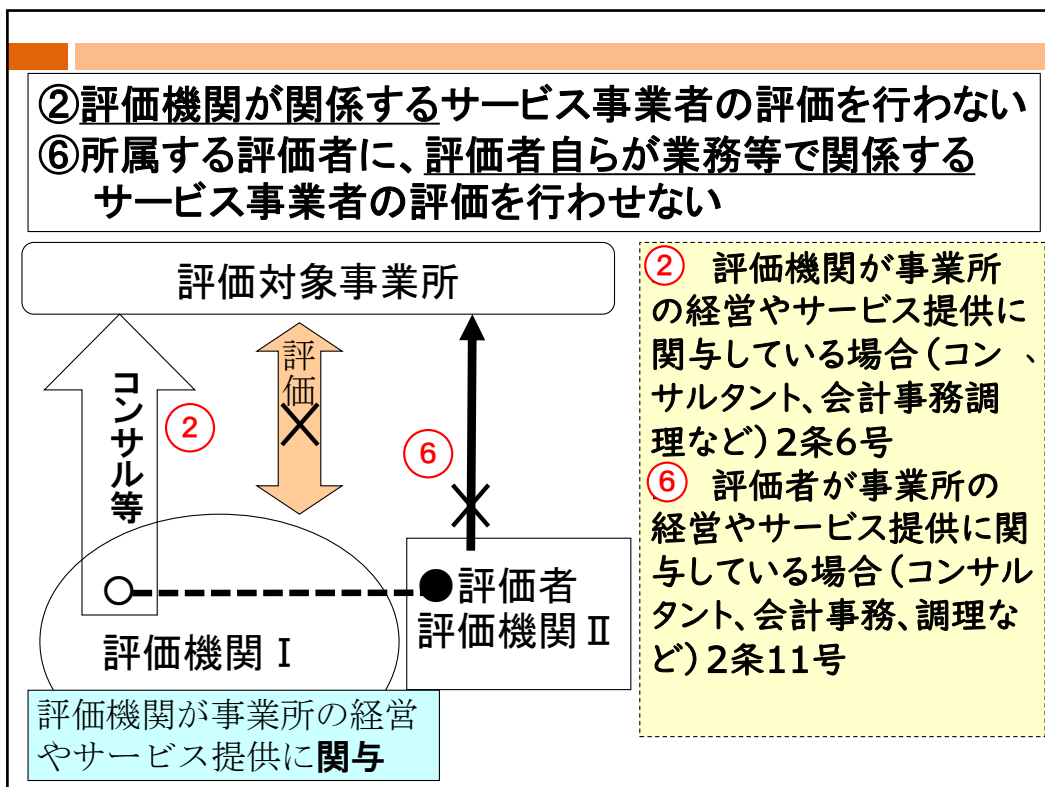 ②評価機関が関係するサービス事業者の評価を行わない
⑥所属する評価者に、評価者自らが業務等で関係する
サービス事業者の評価を行わせない
評価対象事業所
コンサル等
②
評価
⑥
評価機関Ⅰ
●評価者
評価機関Ⅱ
評価機関が事業所の経営
やサービス提供に関与
② 評価機関が事業所
の経営やサービス提供に
関与している場合(コン 、
サルタント、会計事務調
理など)2条6号
⑥ 評価者が事業所の
経営やサービス提供に関
与している場合(コンサル
タント、会計事務、調理な
ど)2条11号